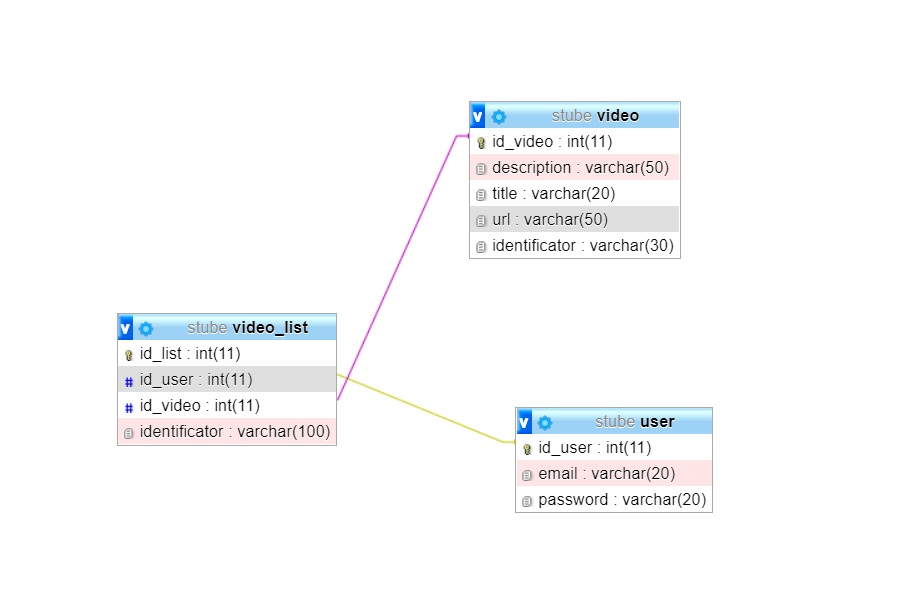 v stube video
id_video : int(11)
description : varchar(50)
title : varchar(20)
url : varchar(50)
identificator : varchar(30)
v stube video_list
id_list : int(11)
# id_user : int(11)
# id_video : int(11)
identificator : varchar(100)
v stube user
id_user : int(11)
email : varchar(20)
password : varchar(20)